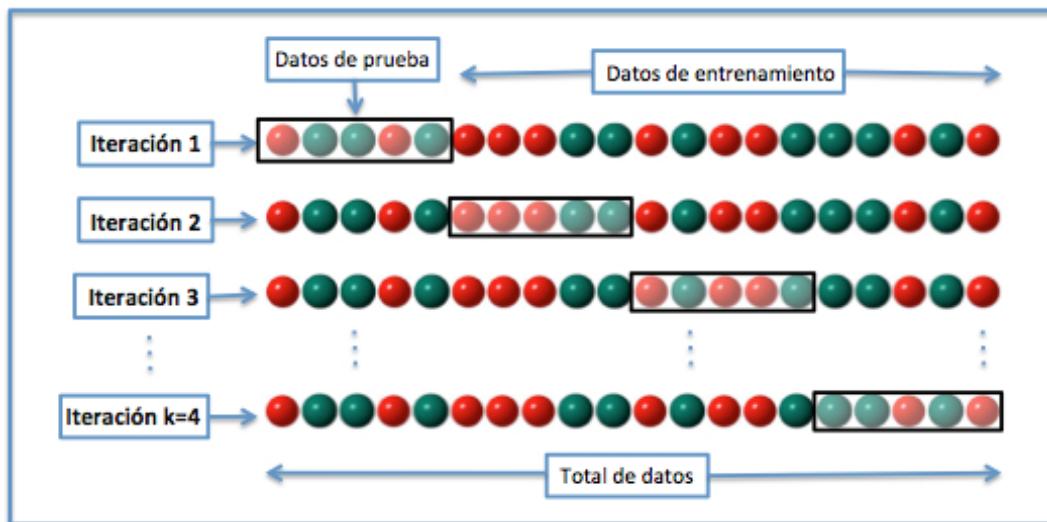 Datos de prueba
Datos de entrenamiento
Iteración 1
Iteración 2
Iteración 3
Iteración k=4
Total de datos